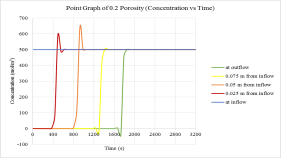 Point Graph of 0.2 Porosity (Concentration vs Time)
700
600
500
400
300
200
100
0
-100
0 400 800 1200 1600 2000 2400 2800 3200
Concentration (mol/m³)
Time (s)
at outflow
0.075 m from inflow
0.05 m from inflow
0.025 m from inflow
at inflow